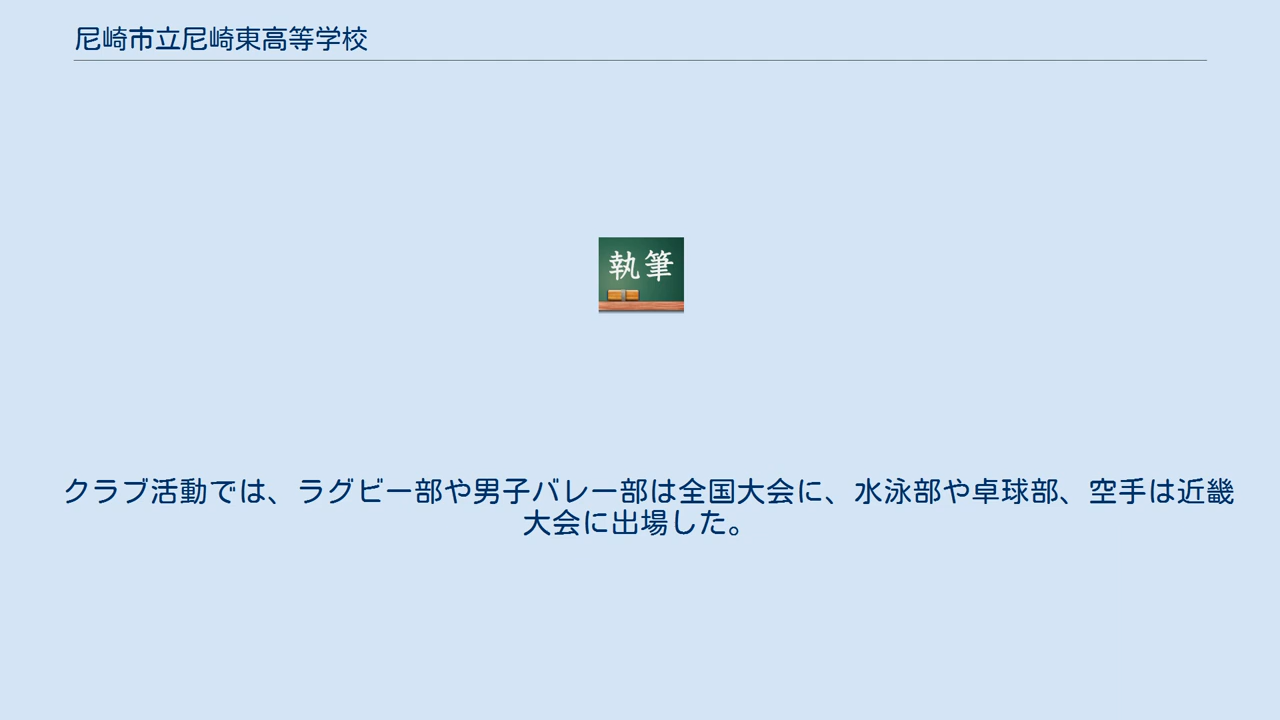 尼崎市立尼崎東高等学校
執筆
クラブ活動では、ラグビー部や男子バレー部は全国大会に、水泳部や卓球部、空手は近畿
大会に出場した。